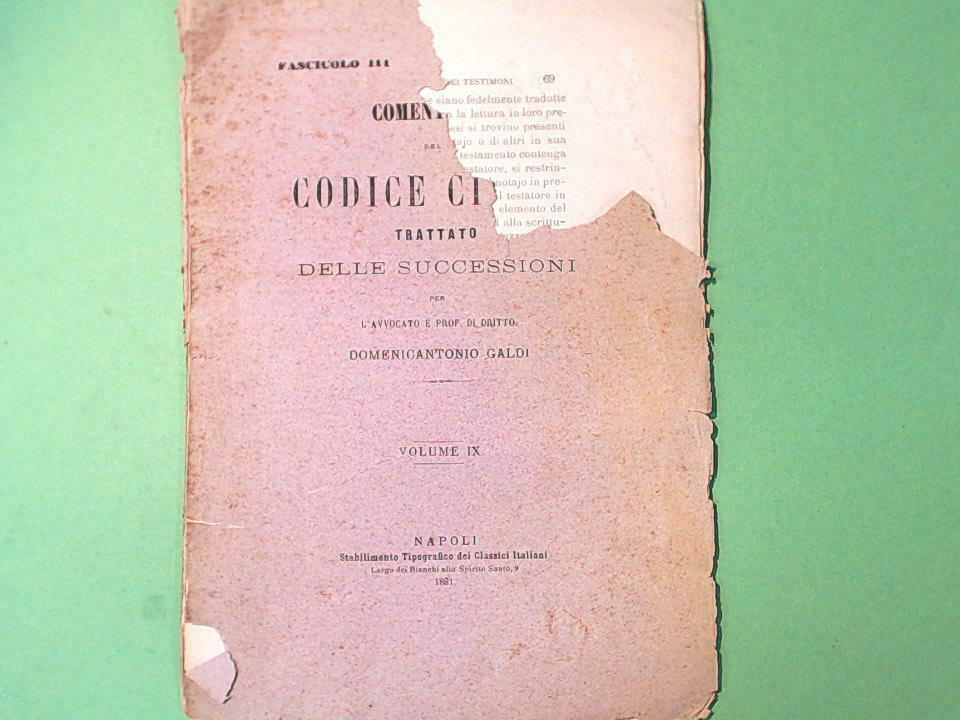 FASCICOLO III
EI TESTIMONI 69
se siano fedelmente tradotte
n la lettura in loro pre-
ssi si trovino presenti
ajo o di altri in sua
testamento contenga
estatore, si restrin-
notajo in pre-
l testatore in
elemento del
alla scrittu-
COMEN
DEL
CODICE CI
TRATTATO
DELLE SUCCESSIONI
PER
L'AVVOCATO E PROF. DI DRITTO
DOMENICANTONIO GALDI
VOLUME IX
NAPOLI
Stabilimento Tipografico dei Classici Italiani
Largo dei Bianchi allo Spirito Santo, 9
1881